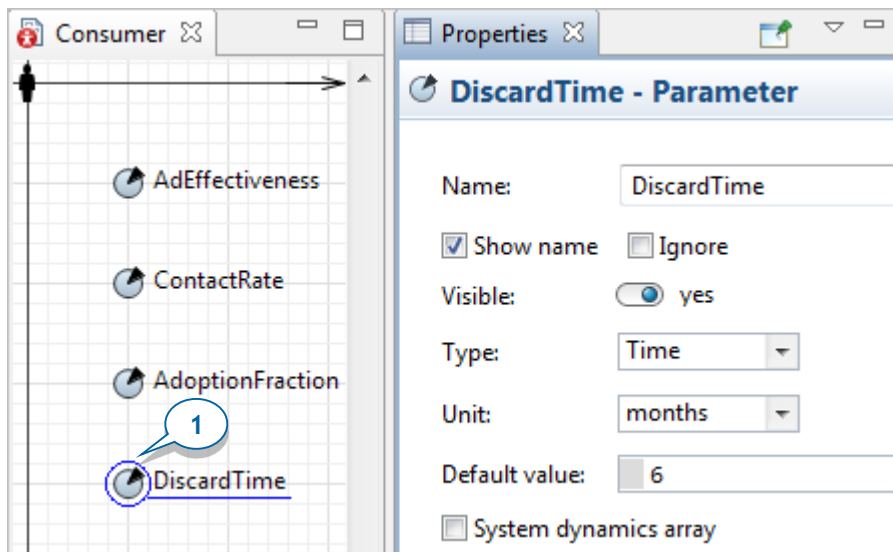 Consumer
AdEffectiveness
ContactRate
AdoptionFraction
1
DiscardTime
Properties
DiscardTime - Parameter
Name: DiscardTime
Show name Ignore
Visible: yes
Type: Time
Unit: months
Default value: 6
System dynamics array